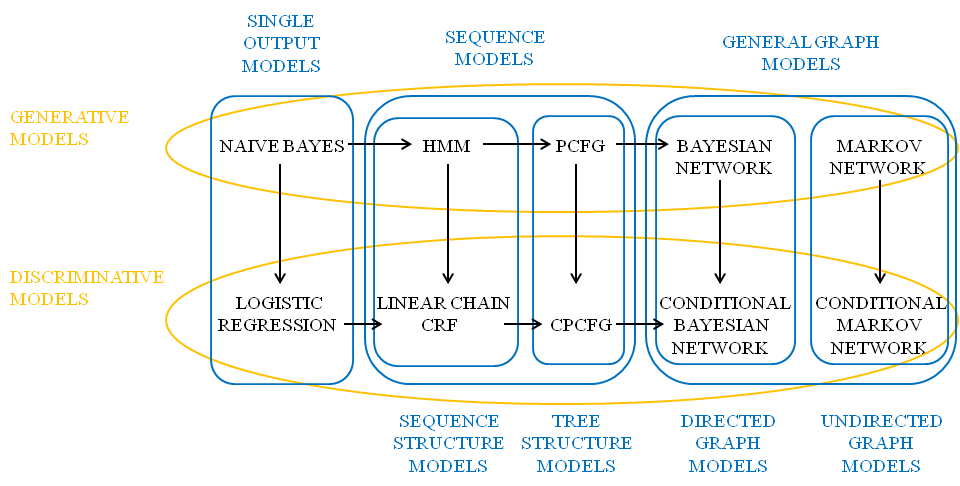 SINGLE
OUTPUT
MODELS
SEQUENCE
MODELS
GENERAL GRAPH
MODELS
GENERATIVE
MODELS
NAIVE BAYES
HMM
PCFG
BAYESIAN
NETWORK
MARKOV
NETWORK
DISCRIMINATIVE
MODELS
LOGISTIC
REGRESSION
LINEAR CHAIN
CRF
CPCFG
CONDITIONAL
BAYESIAN
NETWORK
CONDITIONAL
MARKOV
NETWORK
SEQUENCE
STRUCTURE
MODELS
TREE
STRUCTURE
MODELS
DIRECTED
GRAPH
MODELS
UNDIRECTED
GRAPH
MODELS